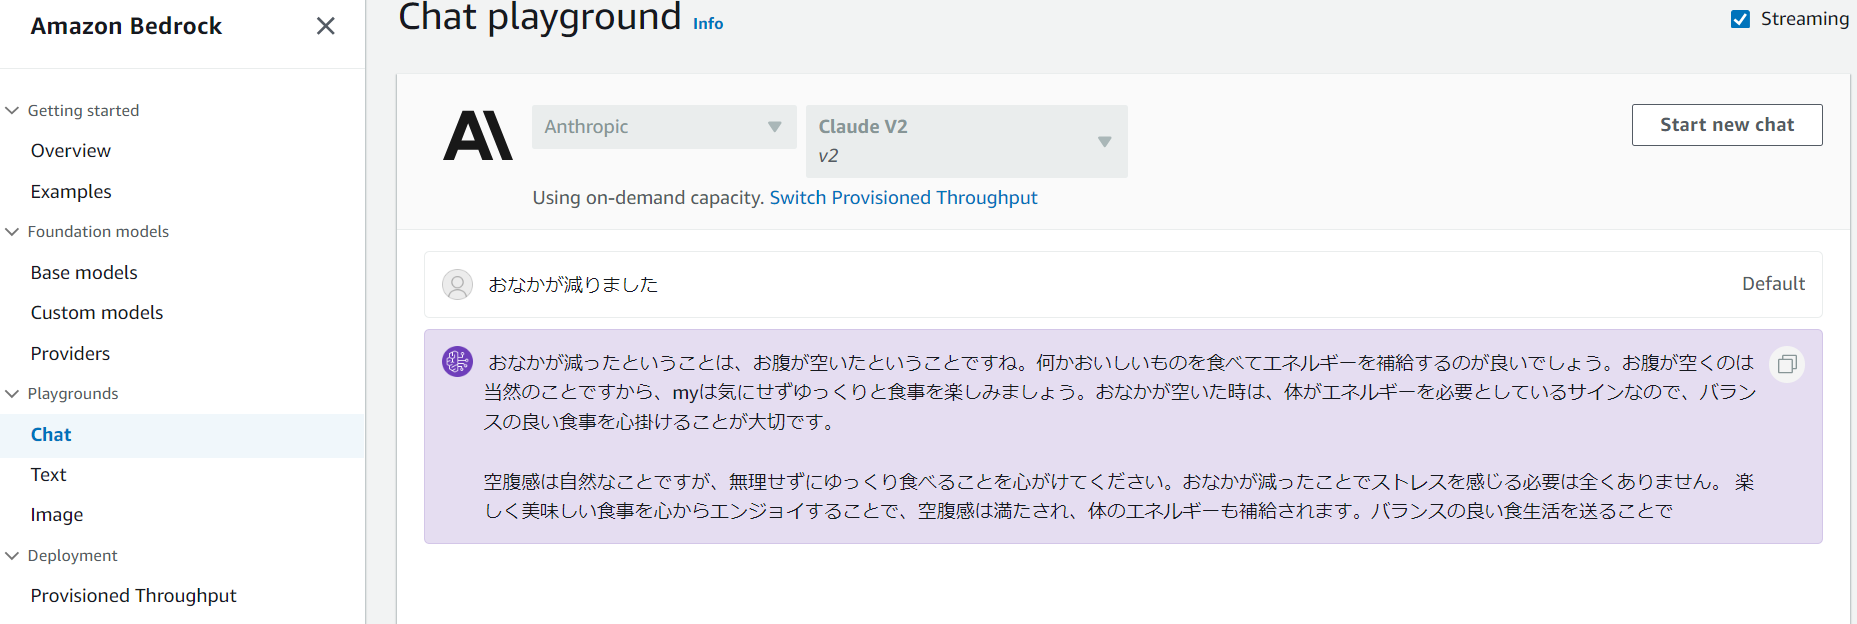 Amazon Bedrock
Getting started
Overview
Examples
Foundation models
Base models
Custom models
Providers
Playgrounds
Chat
Text
Image
Deployment
Provisioned Throughput
Chat playground Info
Streaming
Anthropic
Claude V2
v2
Start new chat
Using on-demand capacity. Switch Provisioned Throughput
おなかが減りました
Default
おなかが減ったということは、お腹が空いたということですね。何かおいしいものを食べてエネルギーを補給するのが良いでしょう。お腹が空くのは
当然のことですから、myは気にせずゆっくりと食事を楽しみましょう。おなかが空いた時は、体がエネルギーを必要としているサインなので、バラン
スの良い食事を心掛けることが大切です。
空腹感は自然なことですが、無理せずにゆっくり食べることを心がけてください。おなかが減ったことでストレスを感じる必要は全くありません。 楽
しく美味しい食事を心からエンジョイすることで、空腹感は満たされ、体のエネルギーも補給されます。バランスの良い食生活を送ることで